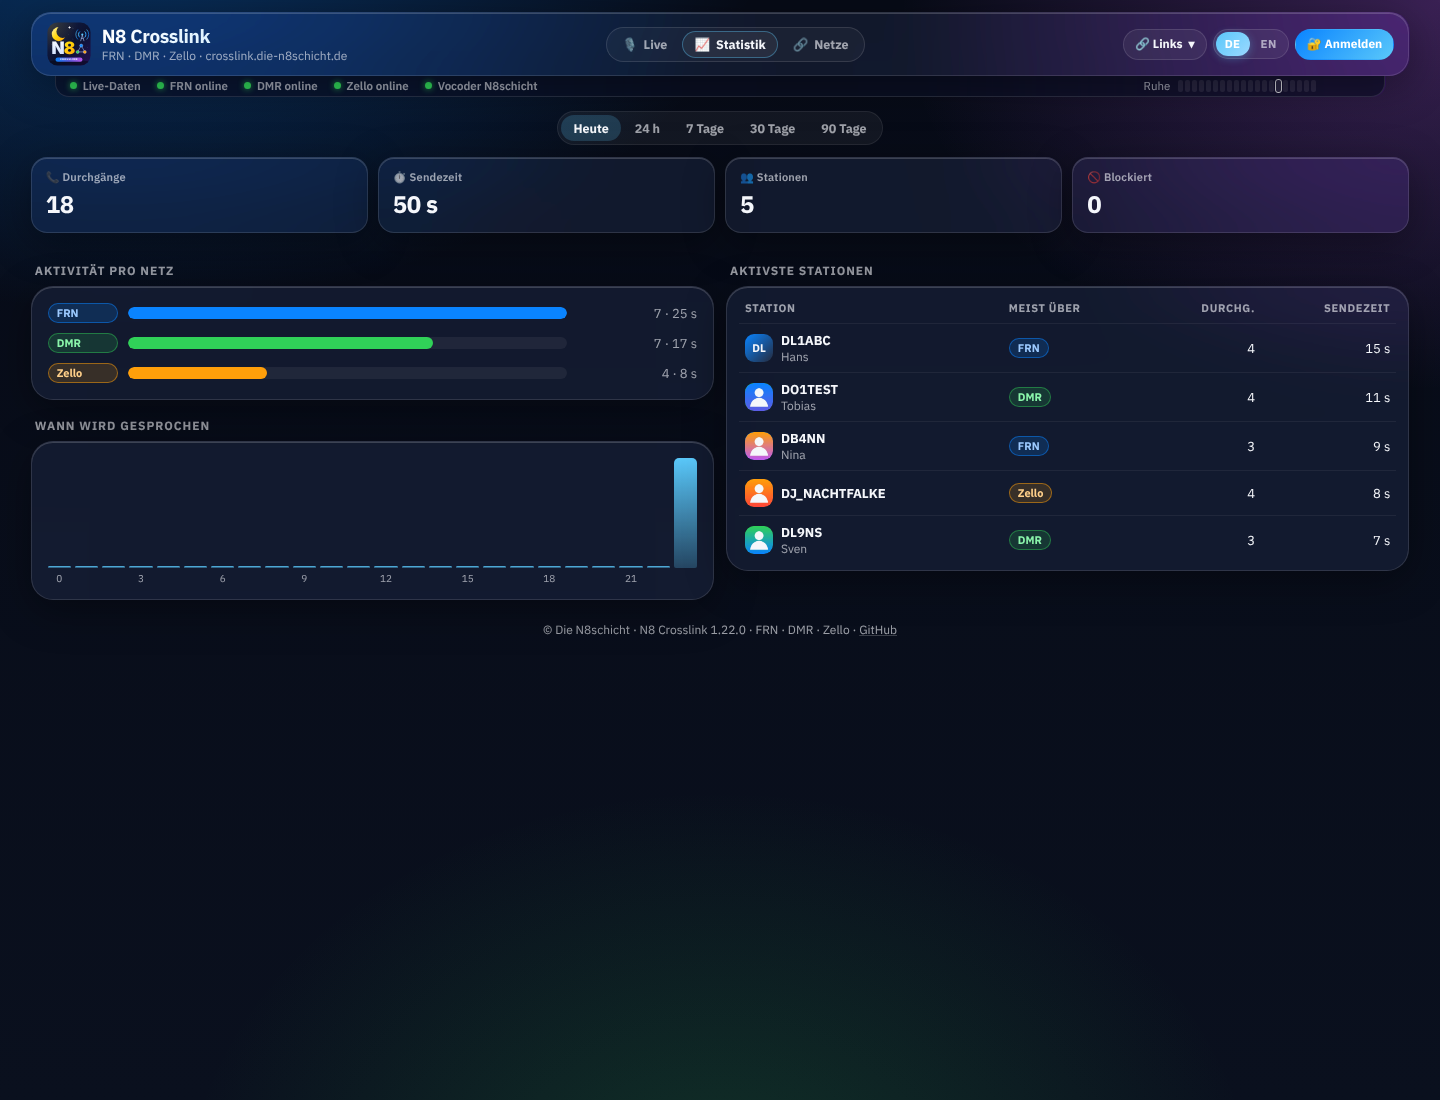 N8
N8 Crosslink
FRN · DMR · Zello · crosslink.die-n8schicht.de
Live
Statistik
Netze
Links ▾
DE
EN
Anmelden
Live-Daten
FRN online
DMR online
Zello online
Vocoder N8schicht
Ruhe
Heute
24 h
7 Tage
30 Tage
90 Tage
Durchgänge
18
Sendezeit
50 s
Stationen
5
Blockiert
0
AKTIVITÄT PRO NETZ
FRN
7 · 25 s
DMR
7 · 17 s
Zello
4 · 8 s
WANN WIRD GESPROCHEN
0 3 6 9 12 15 18 21
AKTIVSTE STATIONEN
STATION MEIST ÜBER DURCHG. SENDEZEIT
DL
DL1ABC
Hans
FRN 4 15 s
DO1TEST
Tobias
DMR 4 11 s
DB4NN
Nina
FRN 3 9 s
DJ_NACHTFALKE
Zello 4 8 s
DL9NS
Sven
DMR 3 7 s
© Die N8schicht · N8 Crosslink 1.22.0 · FRN · DMR · Zello · GitHub